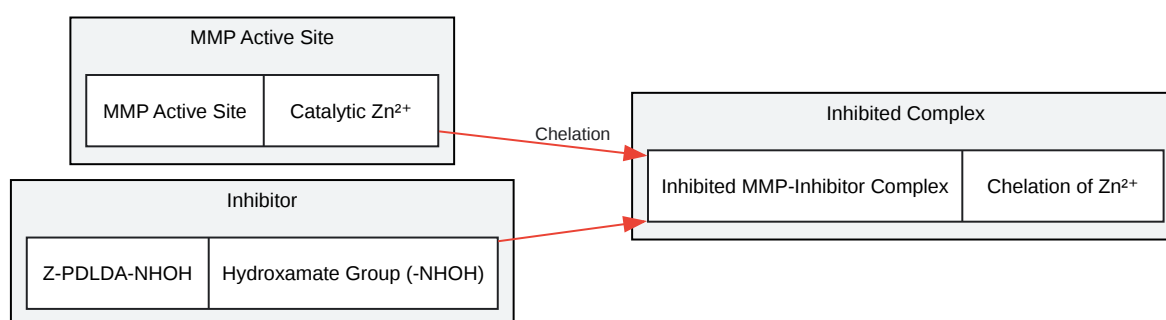 MMP Active Site
MMP Active Site
Catalytic Zn²⁺
Chelation
Inhibitor
Z-PDLDA-NHOH
Hydroxamate Group (-NHOH)
Inhibited Complex
Inhibited MMP-Inhibitor Complex
Chelation of Zn²⁺